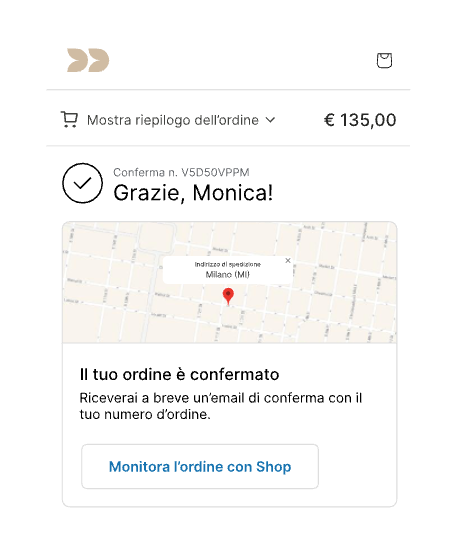 Mostra riepilogo dell'ordine
€ 135,00
Conferma n. V5D50VPPM
Grazie, Monica!
Indirizzo di spedizione
Milano (MI)
Il tuo ordine è confermato
Riceverai a breve un'email di conferma con il
tuo numero d'ordine.
Monitora l'ordine con Shop